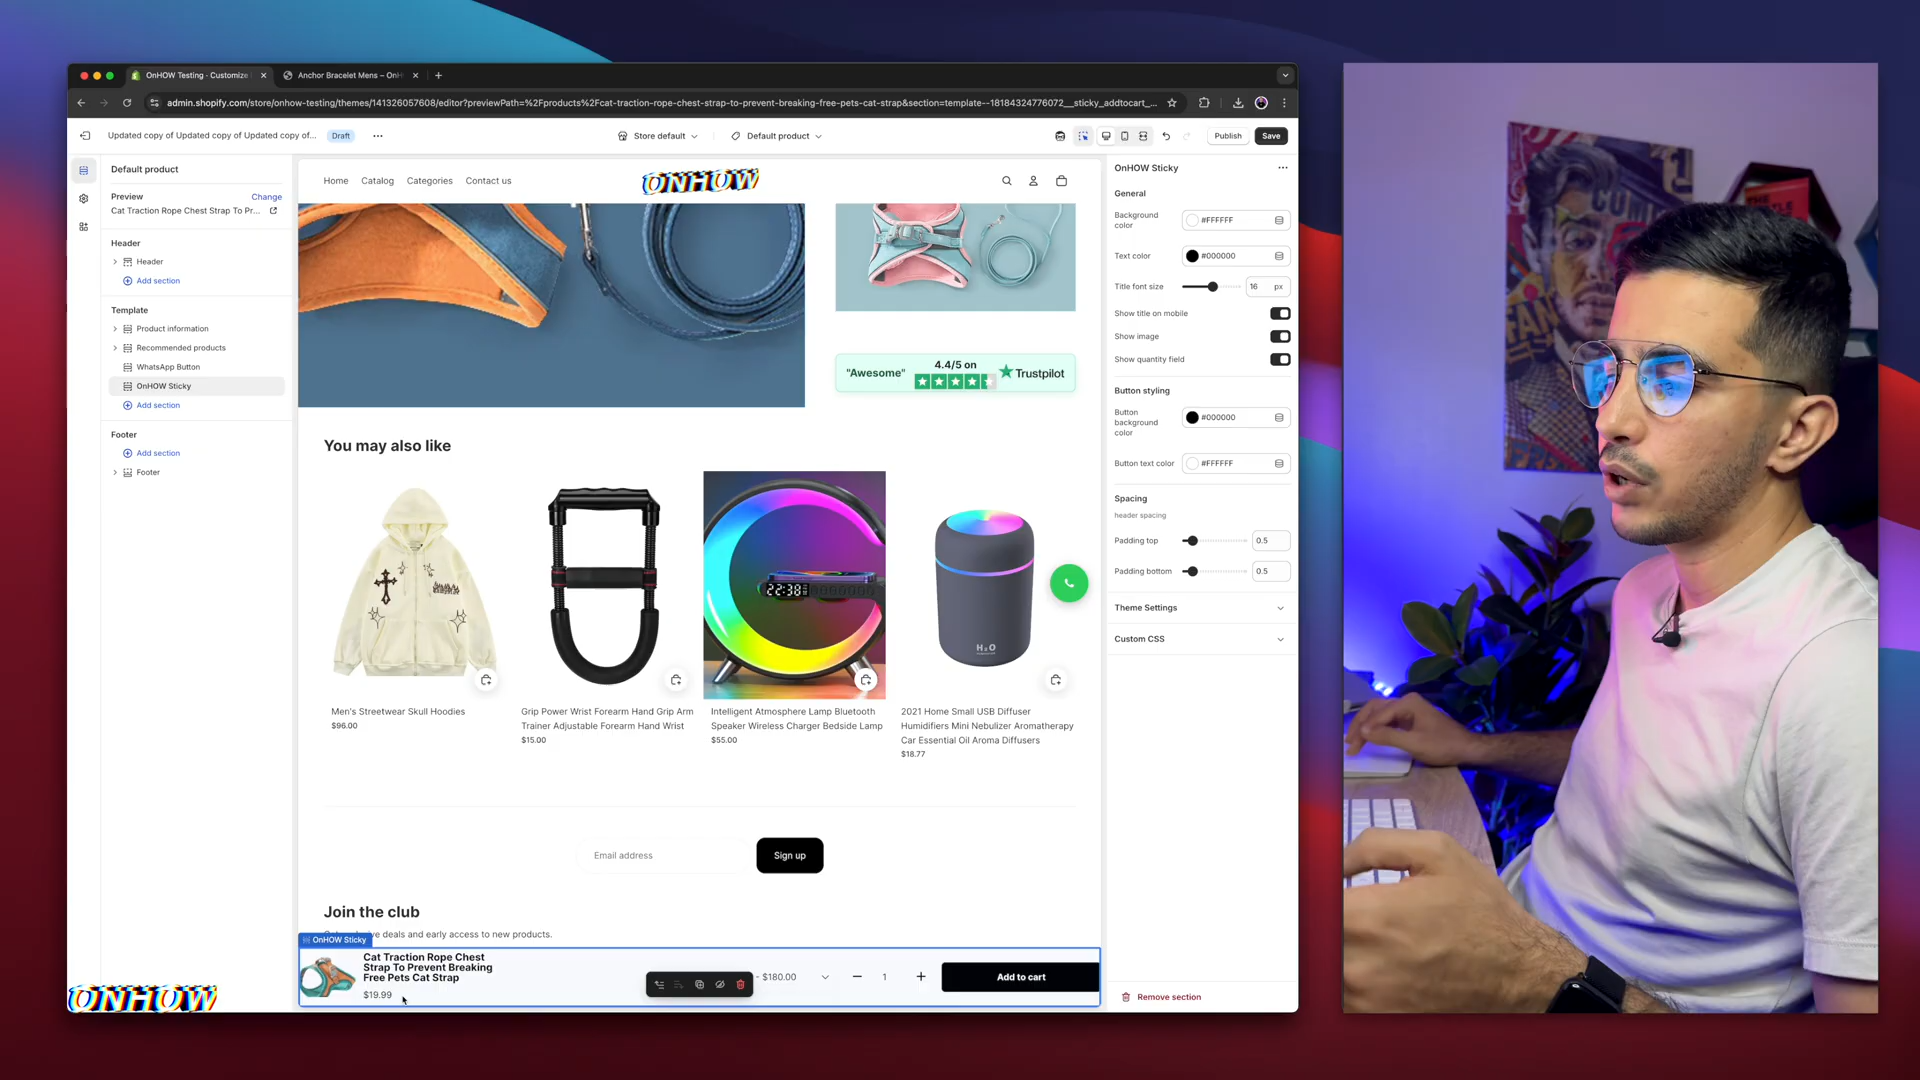 OnHOW Testing - Customize
Anchor Bracelet Mens – OnH
admin.shopify.com/store/onhow-testing/themes/141326057608/editor?previewPath=%2Fproducts%2Fcat-traction-rope-chest-strap-to-prevent-breaking-free-pets-cat-strap&section=template--18184324776072__sticky_addtocart_...
Updated copy of Updated copy of Updated copy of...
Draft
Store default
Default product
Publish
Save
Default product
Preview
Change
Cat Traction Rope Chest Strap To Pr...
Header
Header
Add section
Template
Product information
Recommended products
WhatsApp Button
OnHOW Sticky
Add section
Footer
Add section
Footer
Home
Catalog
Categories
Contact us
ONHOW
"Awesome"
4.4/5 on
Trustpilot
You may also like
22:38
H2O
Men's Streetwear Skull Hoodies
$96.00
Grip Power Wrist Forearm Hand Grip Arm
Trainer Adjustable Forearm Hand Wrist
$15.00
Intelligent Atmosphere Lamp Bluetooth
Speaker Wireless Charger Bedside Lamp
$55.00
2021 Home Small USB Diffuser
Humidifiers Mini Nebulizer Aromatherapy
Car Essential Oil Aroma Diffusers
$18.77
Email address
Sign up
Join the club
deals and early access to new products.
OnHOW Sticky
Cat Traction Rope Chest
Strap To Prevent Breaking
Free Pets Cat Strap
$19.99
- $180.00
1
Add to cart
OnHOW Sticky
General
Background
color
#FFFFFF
Text color
#000000
Title font size
16
px
Show title on mobile
Show image
Show quantity field
Button styling
Button
background
color
#000000
Button text color
#FFFFFF
Spacing
header spacing
Padding top
0.5
Padding bottom
0.5
Theme Settings
Custom CSS
Remove section
ONHOW